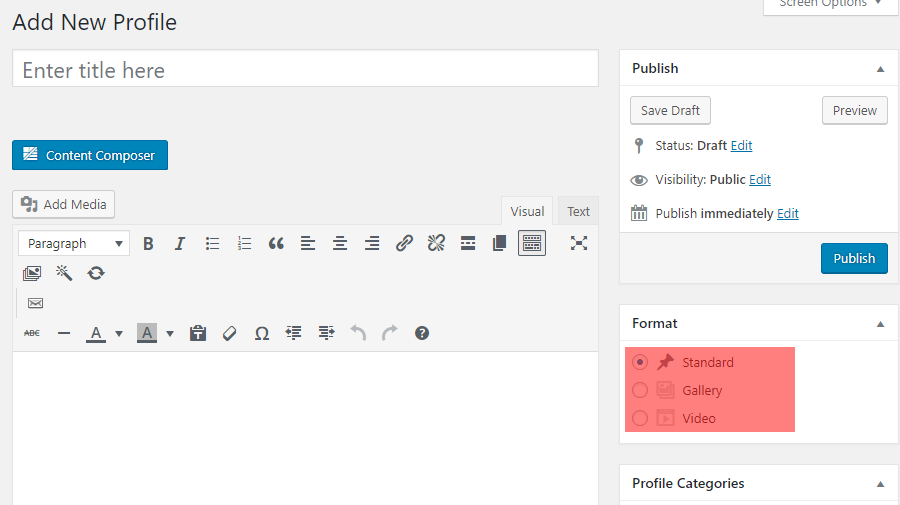 Screen Options
Add New Profile
Enter title here
Content Composer
Add Media
Visual Text
Paragraph B I
ABC A A Ω
Publish
Save Draft Preview
Status: Draft Edit
Visibility: Public Edit
Publish immediately Edit
Publish
Format
Standard
Gallery
Video
Profile Categories